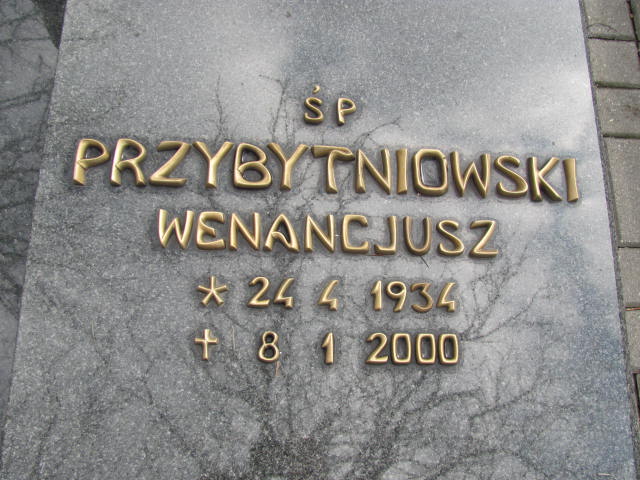 ŚP
PRZYBYTNIOWSKI
WENANCJUSZ
* 24 4 1934
✝ 8 1 2000